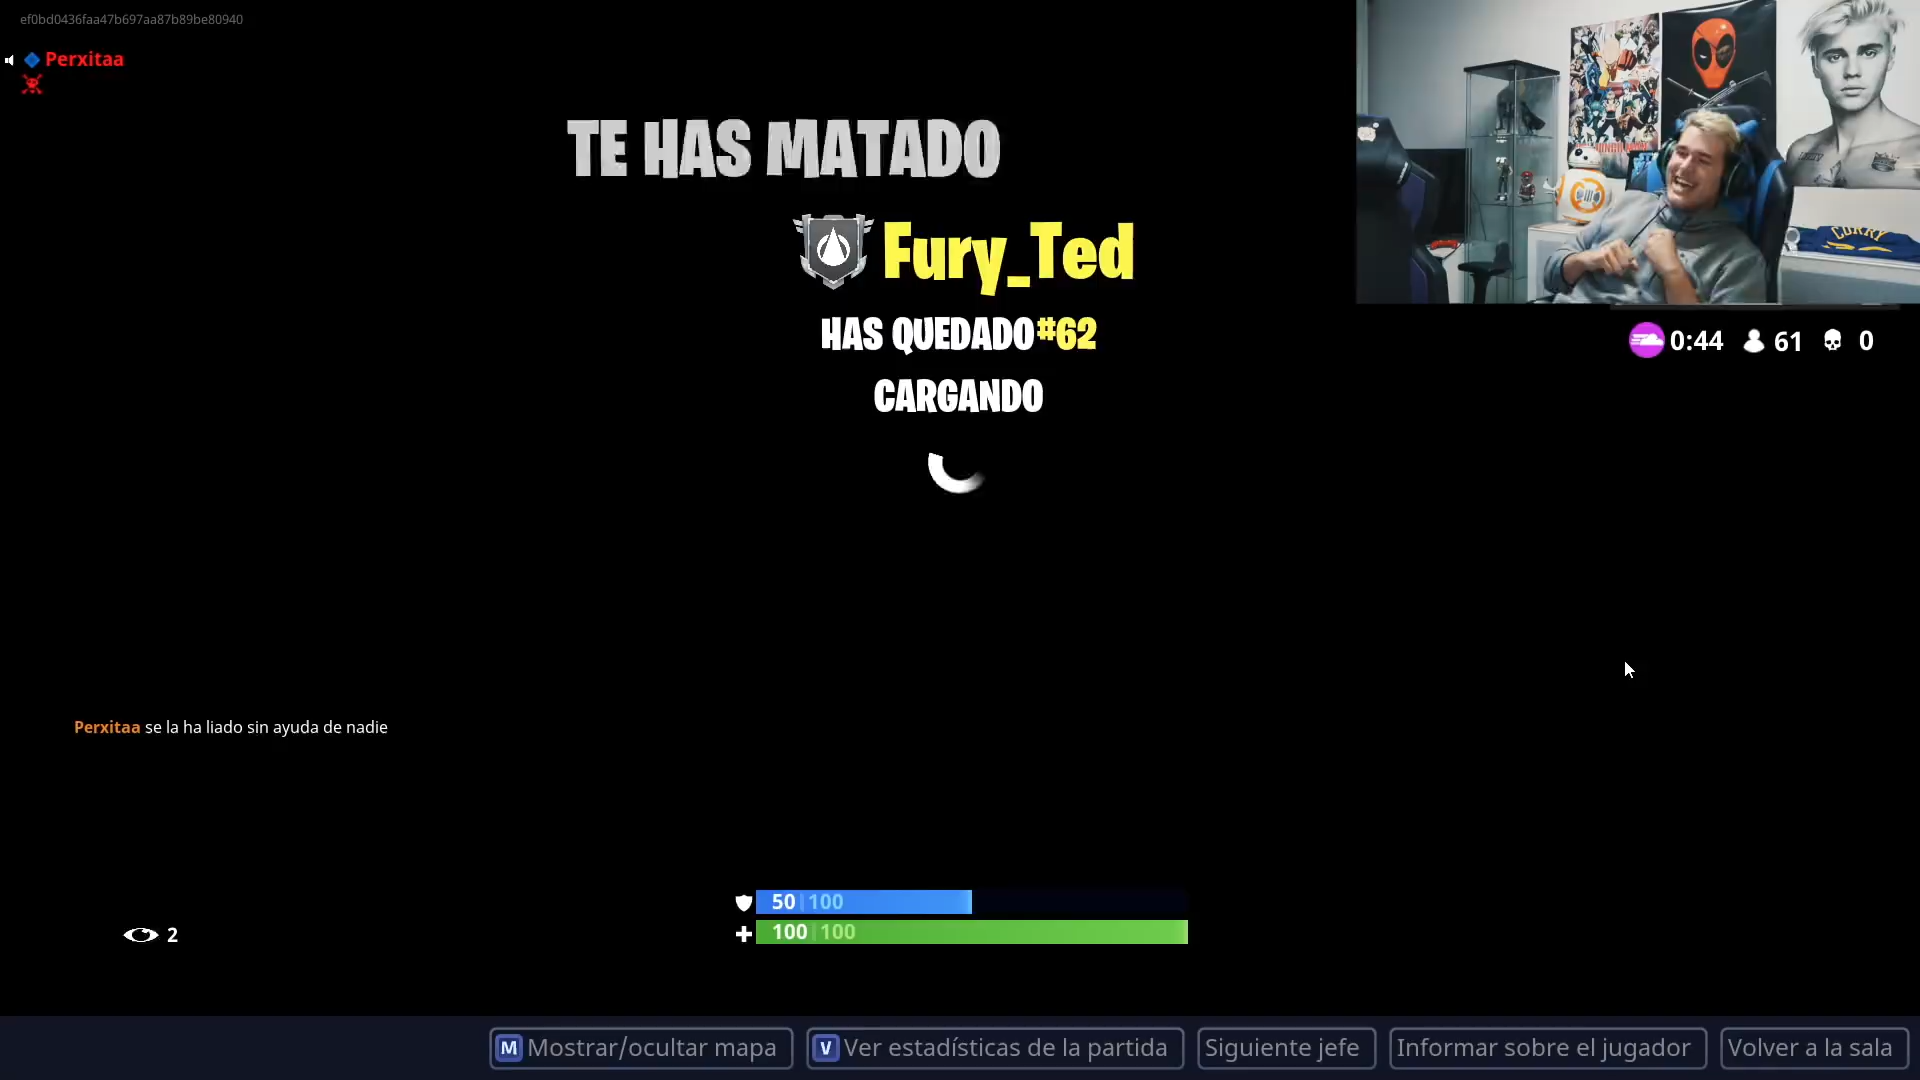 ef0bd0436faa47b697aa87b89be80940
Perxitaa
TE HAS MATADO
Fury_Ted
HAS QUEDADO #62
CARGANDO
CURRY
0:44 61 0
Perxitaa se la ha liado sin ayuda de nadie
50 | 100
100 | 100
2
M Mostrar/ocultar mapa
V Ver estadísticas de la partida
Siguiente jefe
Informar sobre el jugador
Volver a la sala